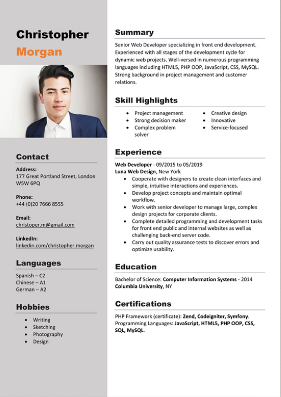 Christopher
Morgan
Contact
Address:
177 Great Portland Street, London
W5W 6PQ
Phone:
+44 (0)20 7666 8555
Email:
christoper.m@gmail.com
LinkedIn:
linkedin.com/christopher.morgan
Languages
Spanish – C2
Chinese – A1
German – A2
Hobbies
• Writing
• Sketching
• Photography
• Design
Summary
Senior Web Developer specializing in front end development.
Experienced with all stages of the development cycle for
dynamic web projects. Well-versed in numerous programming
languages including HTML5, PHP OOP, JavaScript, CSS, MySQL.
Strong background in project management and customer
relations.
Skill Highlights
• Project management
• Strong decision maker
• Complex problem
solver
• Creative design
• Innovative
• Service-focused
Experience
Web Developer - 09/2015 to 05/2019
Luna Web Design, New York
• Cooperate with designers to create clean interfaces and
simple, intuitive interactions and experiences.
• Develop project concepts and maintain optimal
workflow.
• Work with senior developer to manage large, complex
design projects for corporate clients.
• Complete detailed programming and development tasks
for front end public and internal websites as well as
challenging back-end server code.
• Carry out quality assurance tests to discover errors and
optimize usability.
Education
Bachelor of Science: Computer Information Systems - 2014
Columbia University, NY
Certifications
PHP Framework (certificate): Zend, Codeigniter, Symfony.
Programming Languages: JavaScript, HTML5, PHP OOP, CSS,
SQL, MySQL.